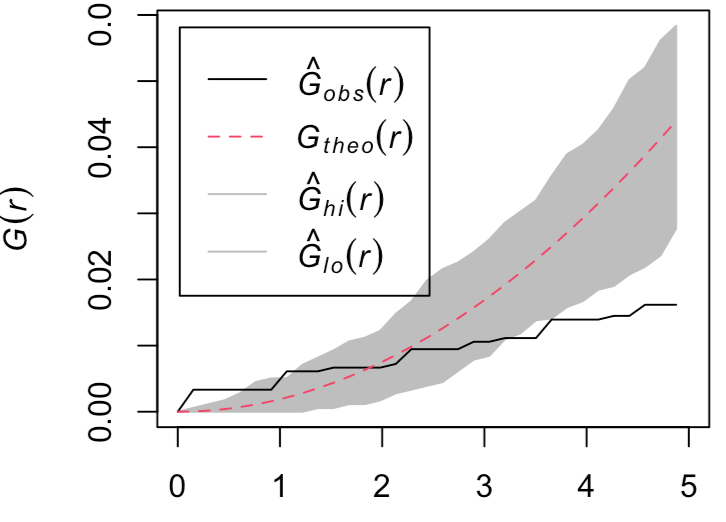 0.0
0.04
0.02
0.00
G(r)
Ĝobs(r)
Gtheo(r)
Ĝhi(r)
Ĝlo(r)
0 1 2 3 4 5